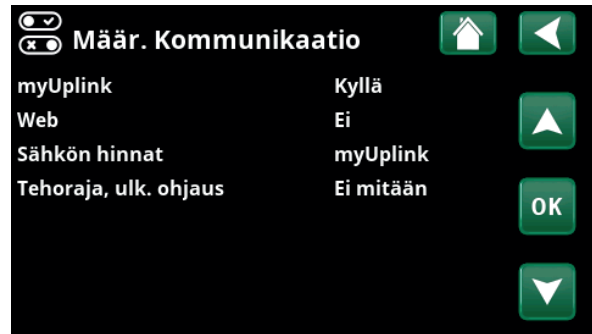 Määr. Kommunikaatio
myUplink Kyllä
Web Ei
Sähkön hinnat myUplink
Tehoraja, ulk. ohjaus Ei mitään
OK